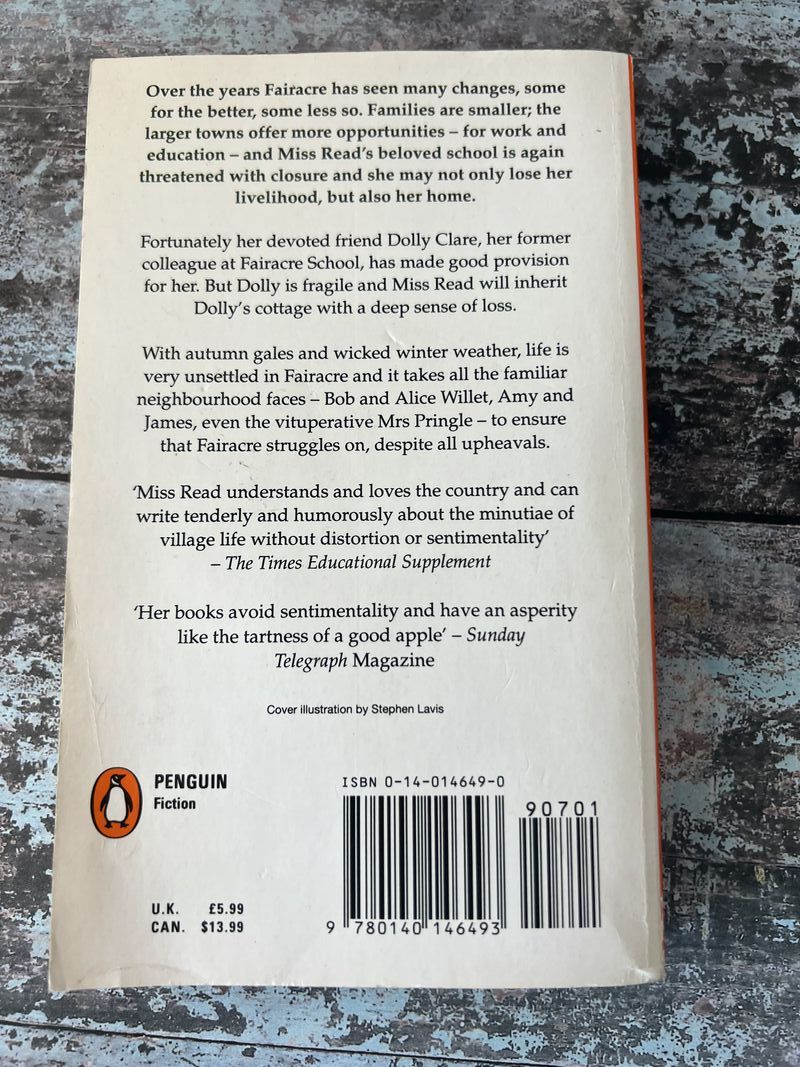 Over the years Fairacre has seen many changes, some
for the better, some less so. Families are smaller; the
larger towns offer more opportunities – for work and
education – and Miss Read's beloved school is again
threatened with closure and she may not only lose her
livelihood, but also her home.
Fortunately her devoted friend Dolly Clare, her former
colleague at Fairacre School, has made good provision
for her. But Dolly is fragile and Miss Read will inherit
Dolly's cottage with a deep sense of loss.
With autumn gales and wicked winter weather, life is
very unsettled in Fairacre and it takes all the familiar
neighbourhood faces – Bob and Alice Willet, Amy and
James, even the vituperative Mrs Pringle – to ensure
that Fairacre struggles on, despite all upheavals.
'Miss Read understands and loves the country and can
write tenderly and humorously about the minutiae of
village life without distortion or sentimentality'
– The Times Educational Supplement
'Her books avoid sentimentality and have an asperity
like the tartness of a good apple' – Sunday
Telegraph Magazine
Cover illustration by Stephen Lavis
PENGUIN
Fiction
U.K. £5.99
CAN. $13.99
ISBN 0-14-014649-0
90701
9 780140 146493